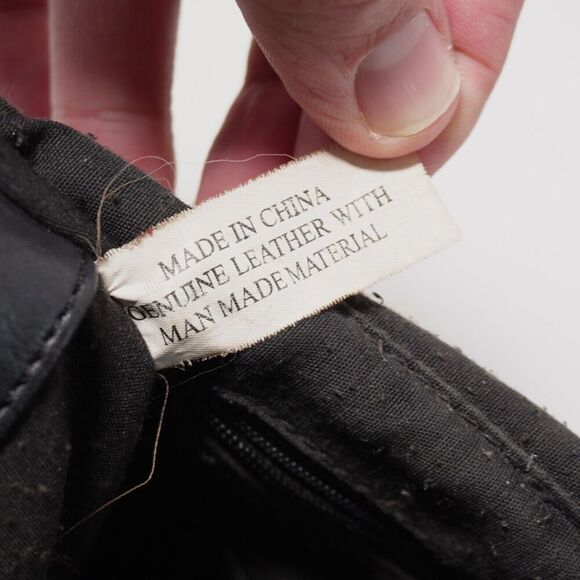 MADE IN CHINA
GENUINE LEATHER WITH
MAN MADE MATERIAL